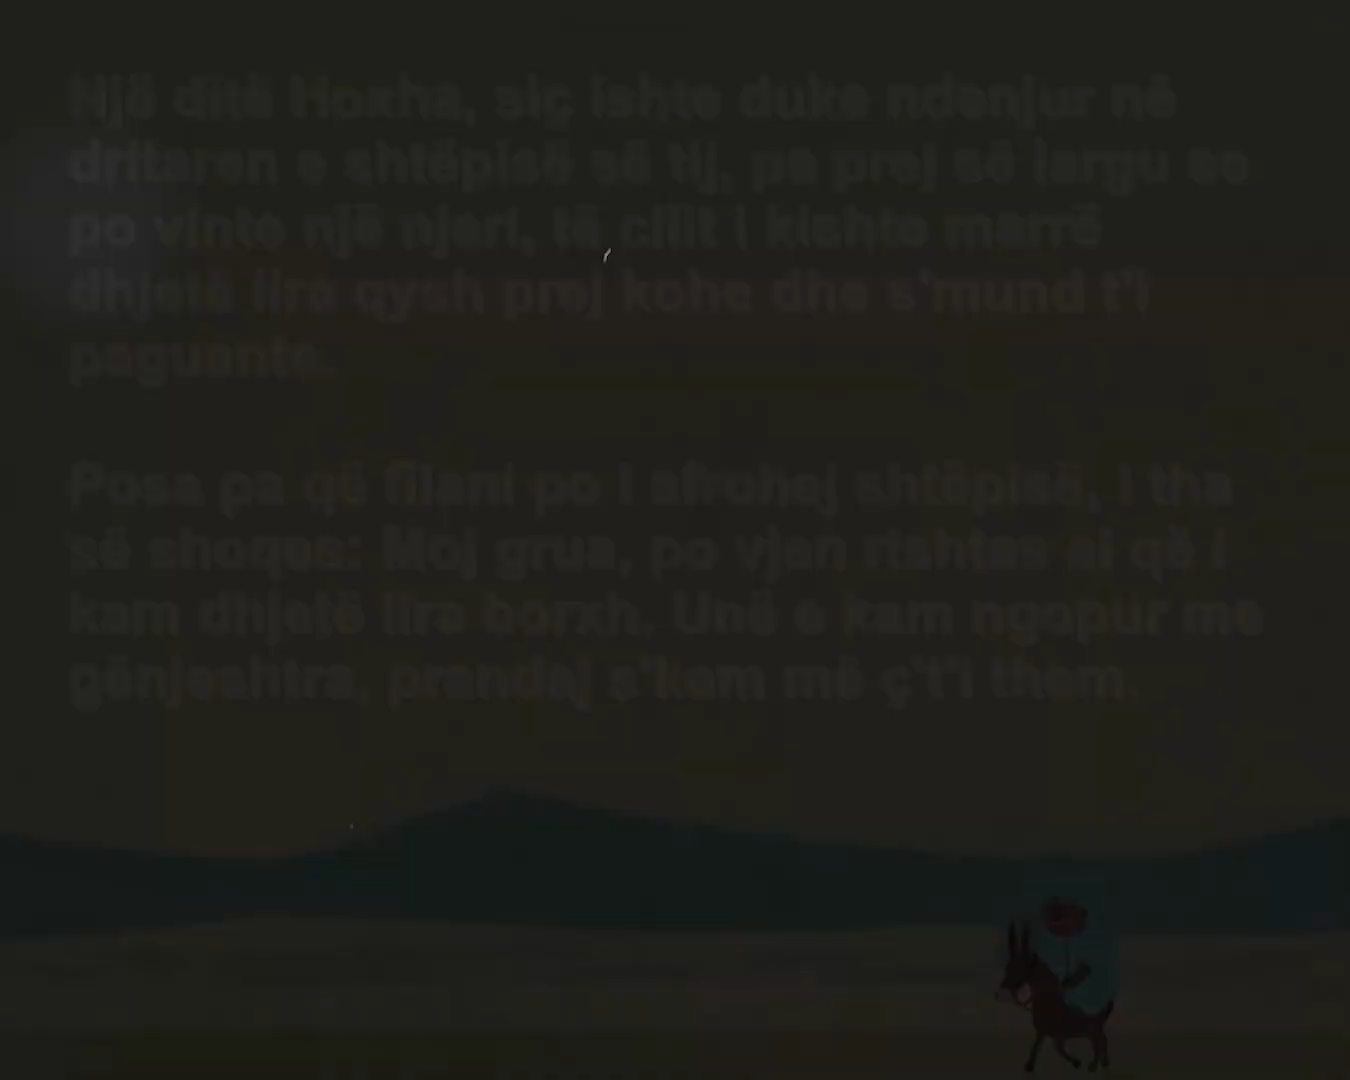 Një ditë Hoxha, siç ishte duke ndenjur në
dritaren e shtëpisë së tij, pa prej së largu se
po vinte një njeri, të cilit i kishte marrë
dhjetë lira qysh prej kohe dhe s'mund t'i
paguante.
Posa pa që filani po i afrohej shtëpisë, i tha
së shoqes: Moj grua, po vjen rishtas ai që i
kam dhjetë lira borxh. Unë e kam ngopur me
gënjeshtra, prandaj s'kam më ç't'i them.